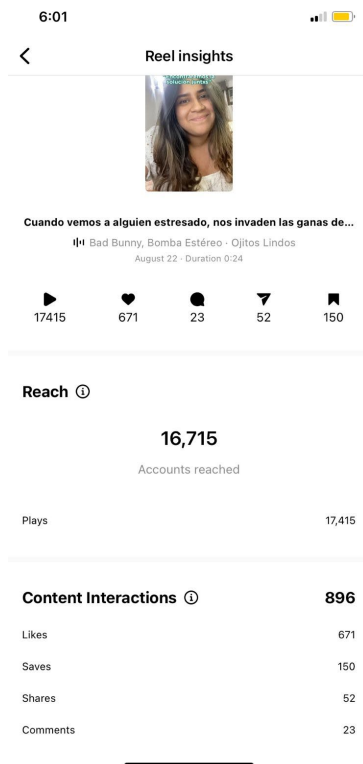 6:01
Reel insights
solución juntas"
Cuando vemos a alguien estresado, nos invaden las ganas de...
Bad Bunny, Bomba Estéreo · Ojitos Lindos
August 22 · Duration 0:24
17415 671 23 52 150
Reach
16,715
Accounts reached
Plays 17,415
Content Interactions 896
Likes 671
Saves 150
Shares 52
Comments 23